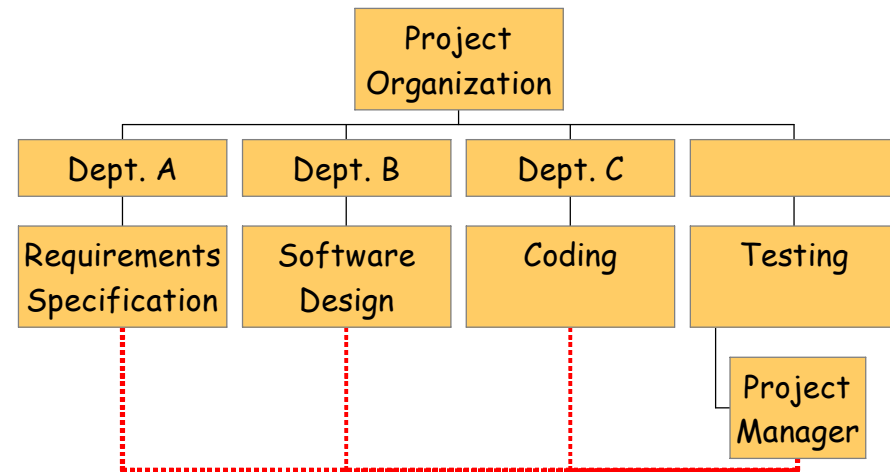 Project
Organization
Dept. A
Dept. B
Dept. C
Requirements
Specification
Software
Design
Coding
Testing
Project
Manager